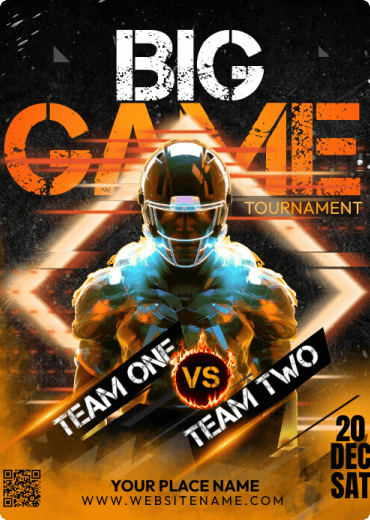 BIG
GAME
TOURNAMENT
TEAM ONE
VS
TEAM TWO
20
DEC
SAT
YOUR PLACE NAME
WWW.WEBSITENAME.COM